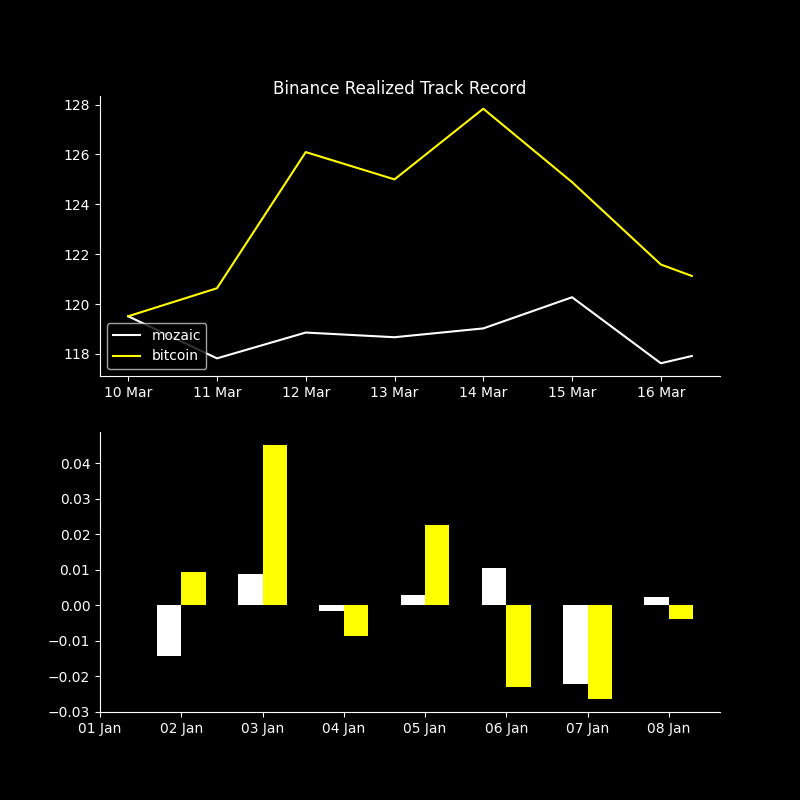 Binance Realized Track Record
128
126
124
122
120
118
mozaic
bitcoin
10 Mar 11 Mar 12 Mar 13 Mar 14 Mar 15 Mar 16 Mar
0.04
0.03
0.02
0.01
0.00
−0.01
−0.02
−0.03
01 Jan 02 Jan 03 Jan 04 Jan 05 Jan 06 Jan 07 Jan 08 Jan